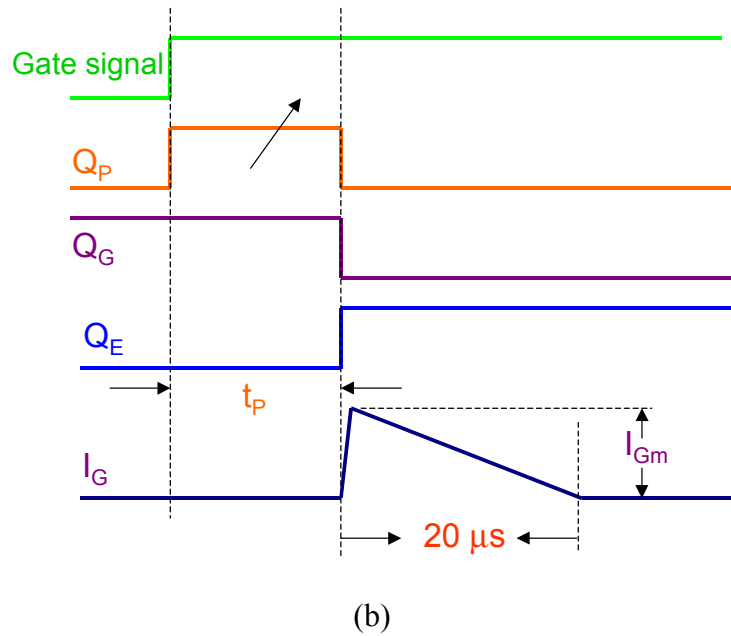 Gate signal
Q_P
Q_G
Q_E
t_P
I_G
I_Gm
20 μs
(b)